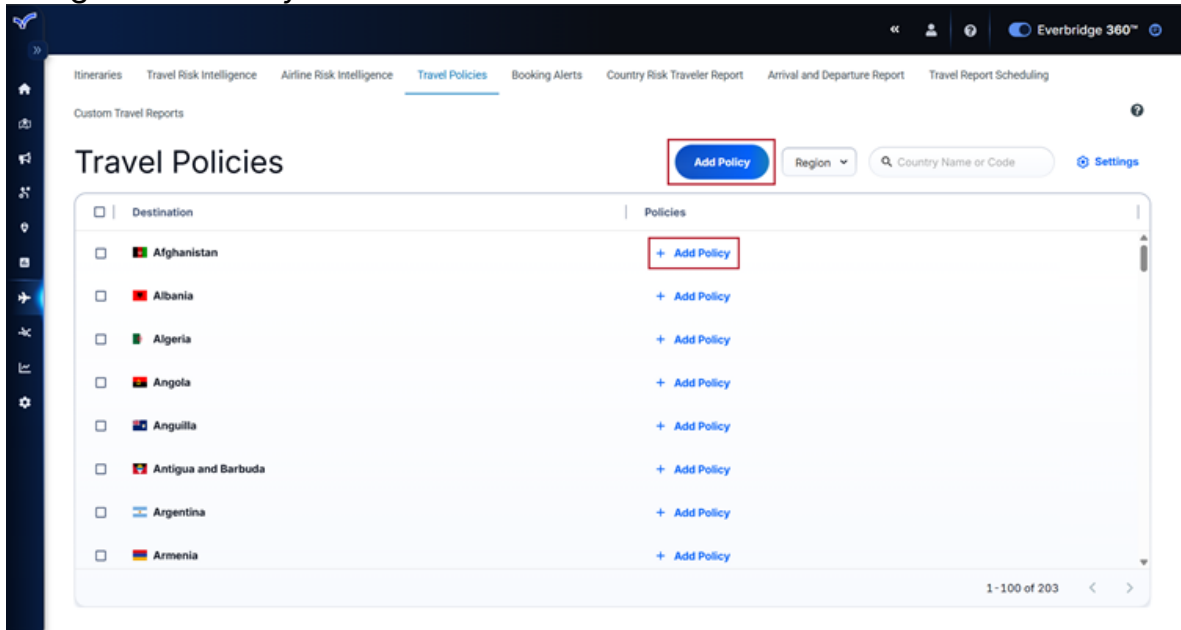 « Everbridge 360™
Itineraries Travel Risk Intelligence Airline Risk Intelligence Travel Policies Booking Alerts Country Risk Traveler Report Arrival and Departure Report Travel Report Scheduling
Custom Travel Reports
Travel Policies Add Policy Region Country Name or Code Settings
Destination Policies
Afghanistan + Add Policy
Albania + Add Policy
Algeria + Add Policy
Angola + Add Policy
Anguilla + Add Policy
Antigua and Barbuda + Add Policy
Argentina + Add Policy
Armenia + Add Policy
1-100 of 203 < >